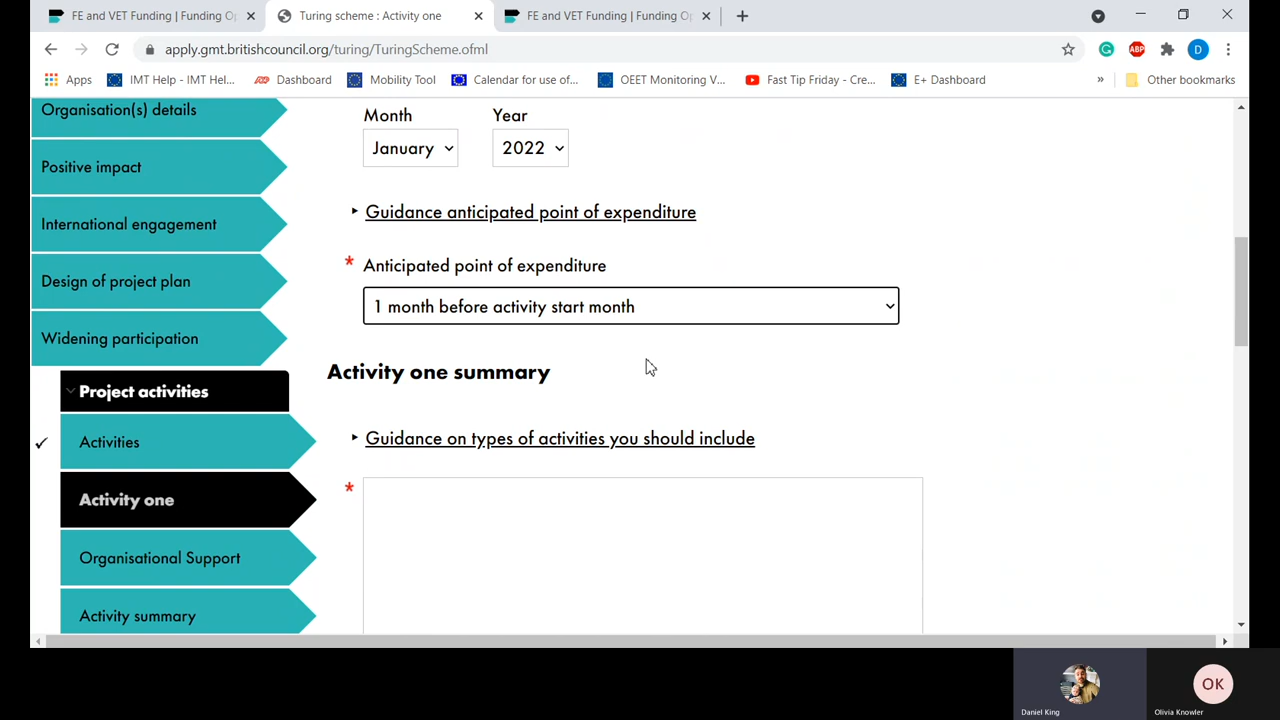 FE and VET Funding | Funding Op
Turing scheme : Activity one
FE and VET Funding | Funding Op
apply.gmt.britishcouncil.org/turing/TuringScheme.ofml
ABP
D
Apps
IMT Help - IMT Hel...
Dashboard
Mobility Tool
Calendar for use of...
OEET Monitoring V...
Fast Tip Friday - Cre...
E+ Dashboard
»
Other bookmarks
Organisation(s) details
Positive impact
International engagement
Design of project plan
Widening participation
Project activities
Activities
Activity one
Organisational Support
Activity summary
Month Year
January 2022
Guidance anticipated point of expenditure
* Anticipated point of expenditure
1 month before activity start month
Activity one summary
Guidance on types of activities you should include
*
OK
Daniel King
Olivia Knowler